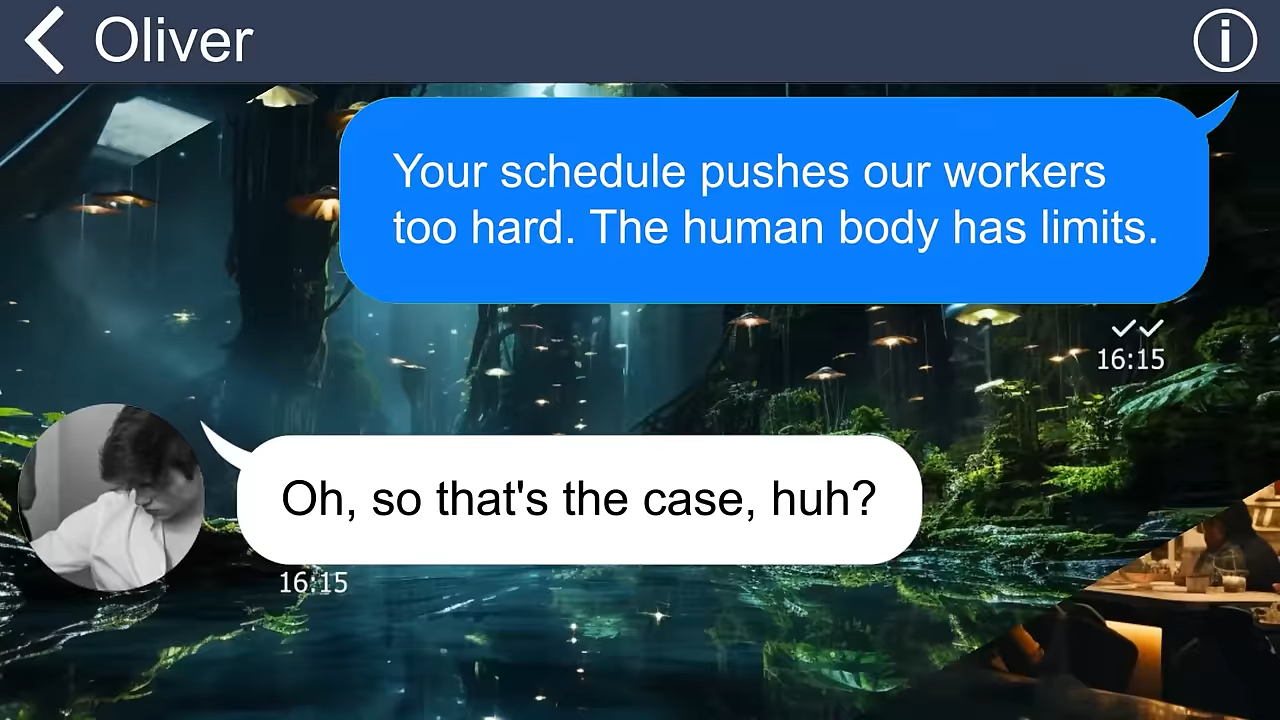 Oliver
Your schedule pushes our workers
too hard. The human body has limits.
16:15
Oh, so that's the case, huh?
16:15